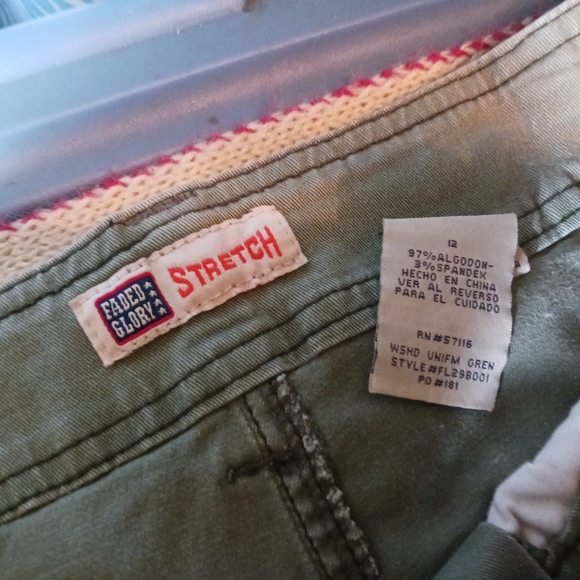 FADED
GLORY
STRETCH
12
97%ALGODON-
3%SPANDEX
HECHO EN CHINA
VER AL REVERSO
PARA EL CUIDADO
RN#57116
WSHD UNIFM GREN
STYLE#FL29B001
PO#181